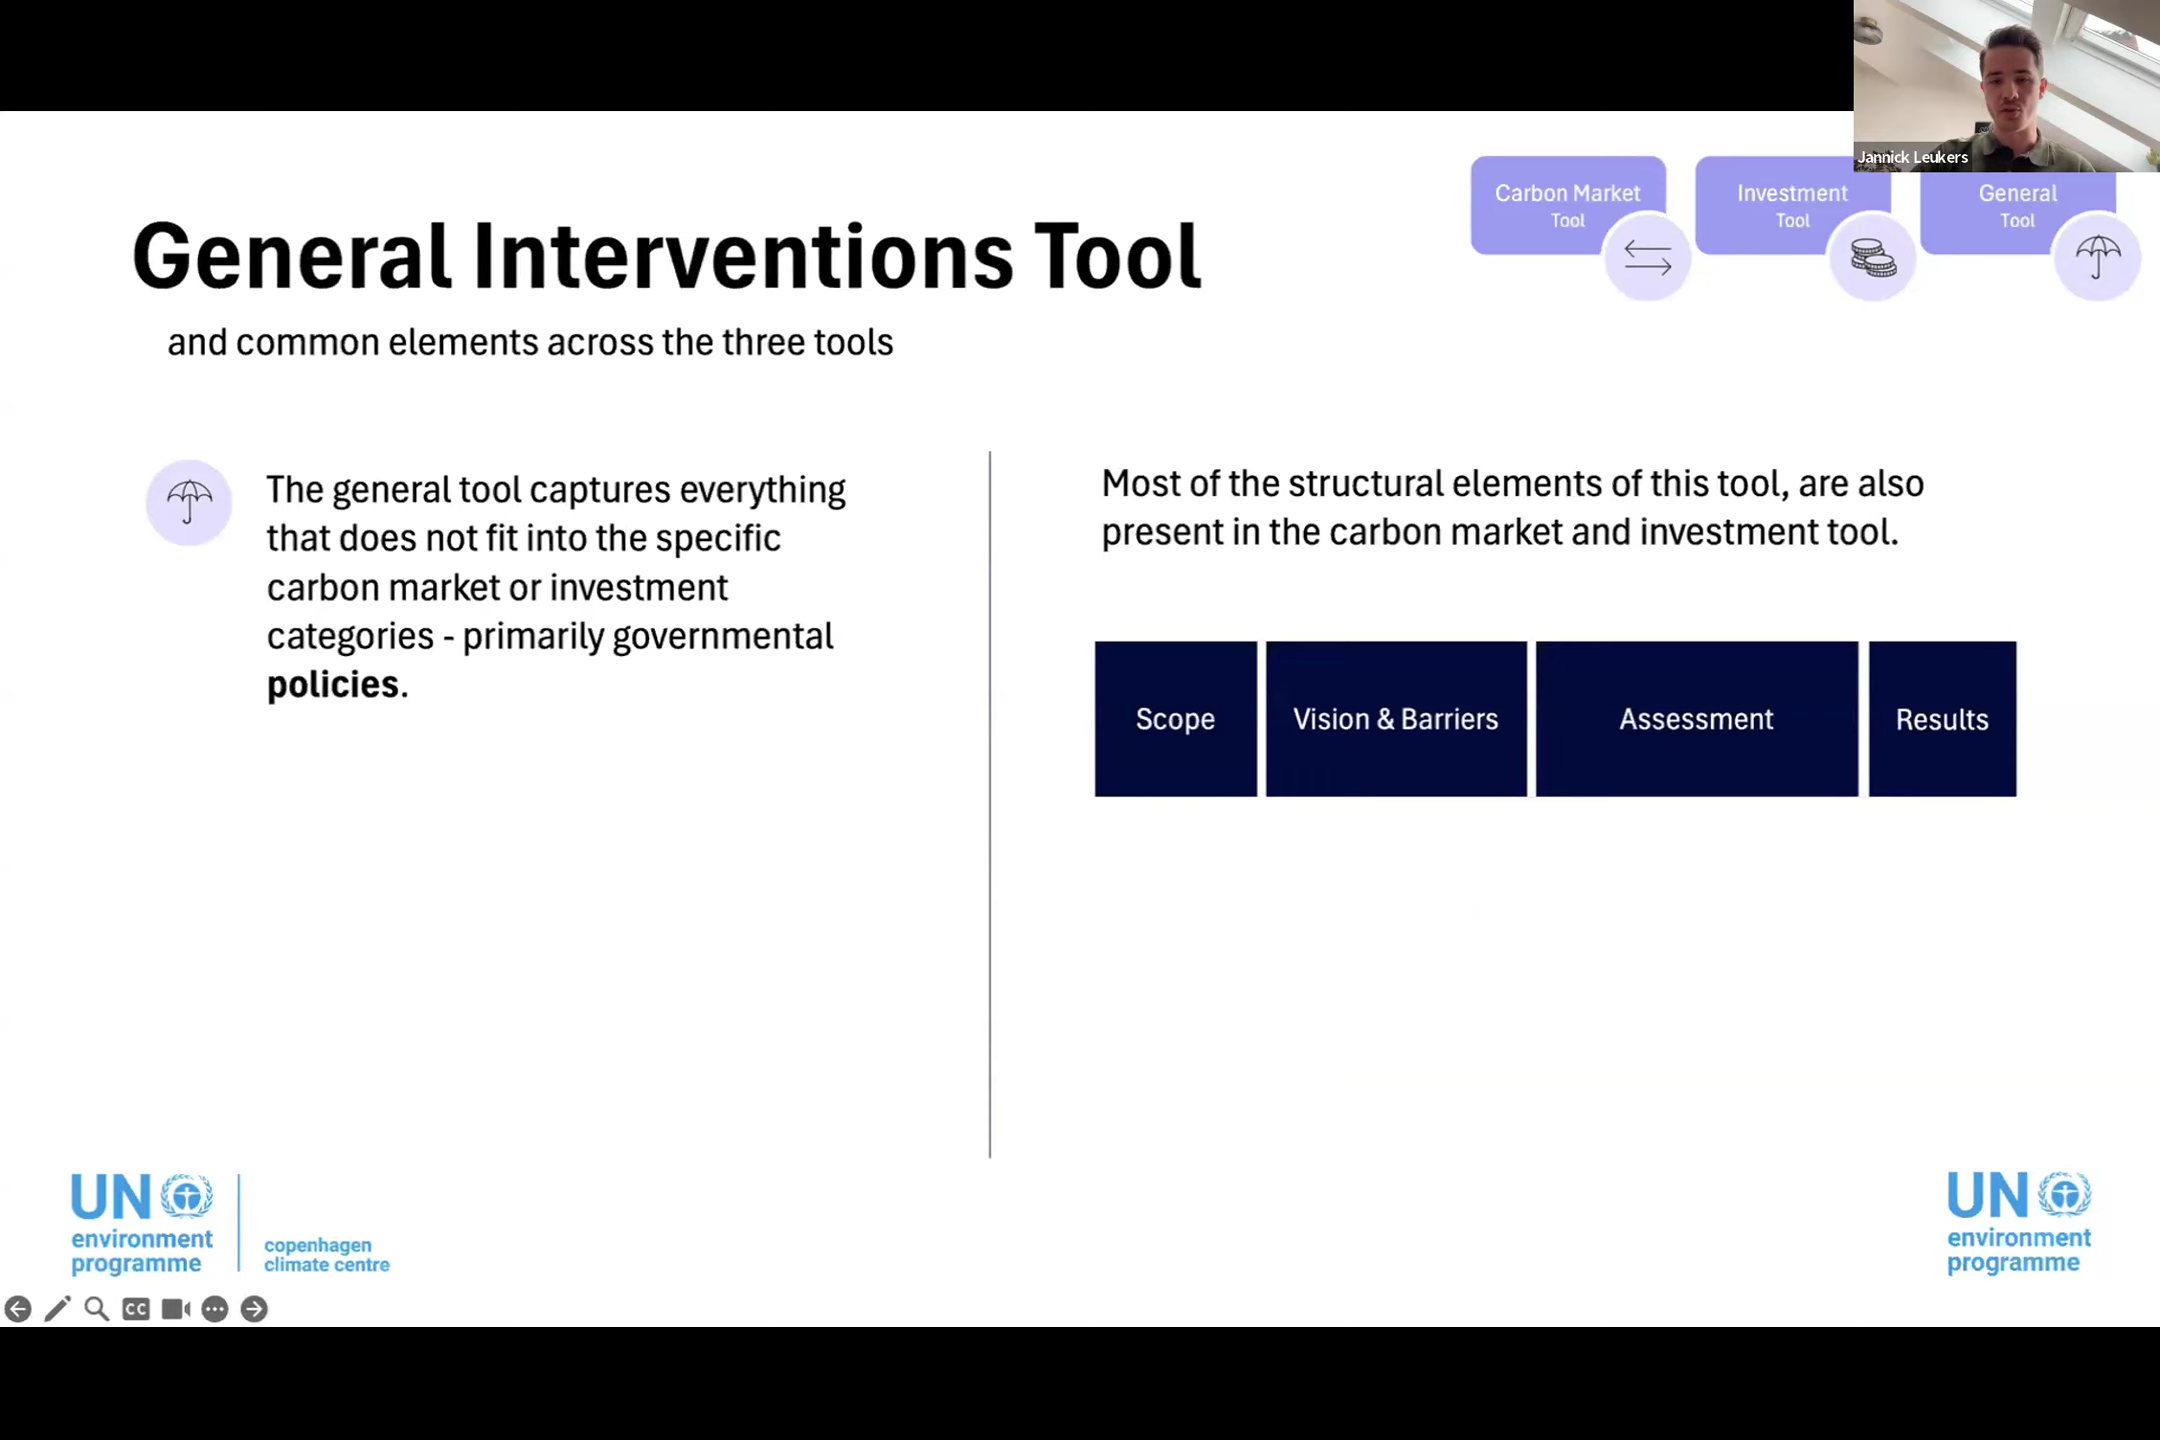 Jannick Leukers
Carbon Market
Tool
Investment
Tool
General
Tool
General Interventions Tool
and common elements across the three tools
The general tool captures everything
that does not fit into the specific
carbon market or investment
categories - primarily governmental
policies.
Most of the structural elements of this tool, are also
present in the carbon market and investment tool.
Scope
Vision & Barriers
Assessment
Results
UN
environment
programme
copenhagen
climate centre
UN
environment
programme
CC